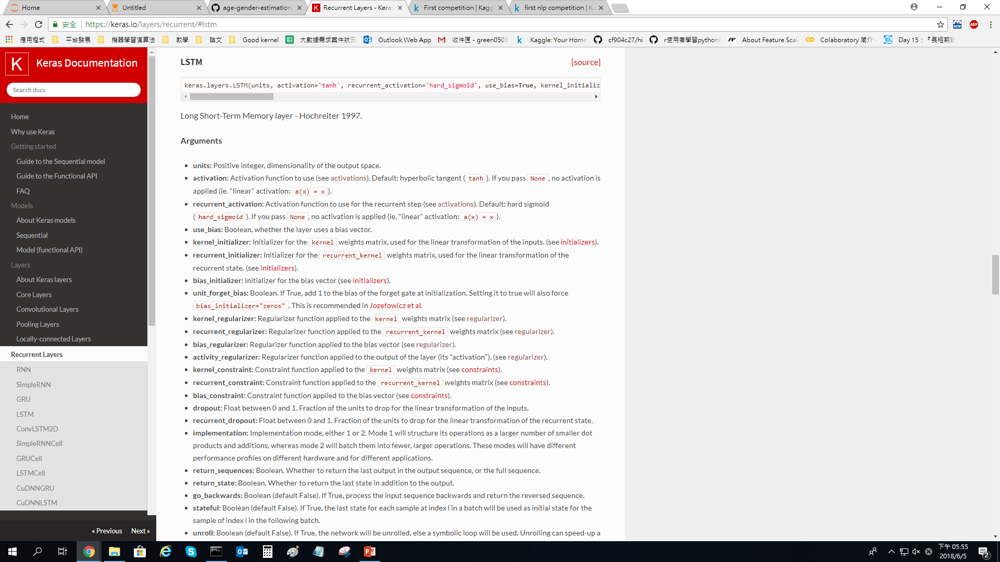 Home
Untitled
age-gender-estimation/
Recurrent Layers - Keras
First competition | Kagg
first nlp competition | Ka
安全
https://keras.io/layers/recurrent/#lstm
NEW
ABP
應用程式
平台發展
機器學習演算法
教學
論文
Good kernel
大數據需求案件狀況
Outlook Web App
收件匣 - green0503
Kaggle: Your Home
cf904c27/hi
r使用者學習python
About Feature Scali
Colaboratory 簡介 -
Day 15：『長短期記
K
Keras Documentation
Search docs
Home
Why use Keras
Getting started
Guide to the Sequential model
Guide to the Functional API
FAQ
Models
About Keras models
Sequential
Model (functional API)
Layers
About Keras layers
Core Layers
Convolutional Layers
Pooling Layers
Locally-connected Layers
Recurrent Layers
RNN
SimpleRNN
GRU
LSTM
ConvLSTM2D
SimpleRNNCell
GRUCell
LSTMCell
CuDNNGRU
CuDNNLSTM
« Previous
Next »
LSTM
[source]
keras.layers.LSTM(units, activation='tanh', recurrent_activation='hard_sigmoid', use_bias=True, kernel_initializ
Long Short-Term Memory layer - Hochreiter 1997.
Arguments
units: Positive integer, dimensionality of the output space.
activation: Activation function to use (see activations). Default: hyperbolic tangent ( tanh ). If you pass None , no activation is
applied (ie. "linear" activation: a(x) = x ).
recurrent_activation: Activation function to use for the recurrent step (see activations). Default: hard sigmoid
( hard_sigmoid ). If you pass None , no activation is applied (ie. "linear" activation: a(x) = x ).
use_bias: Boolean, whether the layer uses a bias vector.
kernel_initializer: Initializer for the kernel weights matrix, used for the linear transformation of the inputs. (see initializers).
recurrent_initializer: Initializer for the recurrent_kernel weights matrix, used for the linear transformation of the
recurrent state. (see initializers).
bias_initializer: Initializer for the bias vector (see initializers).
unit_forget_bias: Boolean. If True, add 1 to the bias of the forget gate at initialization. Setting it to true will also force
bias_initializer="zeros" . This is recommended in Jozefowicz et al.
kernel_regularizer: Regularizer function applied to the kernel weights matrix (see regularizer).
recurrent_regularizer: Regularizer function applied to the recurrent_kernel weights matrix (see regularizer).
bias_regularizer: Regularizer function applied to the bias vector (see regularizer).
activity_regularizer: Regularizer function applied to the output of the layer (its "activation"). (see regularizer).
kernel_constraint: Constraint function applied to the kernel weights matrix (see constraints).
recurrent_constraint: Constraint function applied to the recurrent_kernel weights matrix (see constraints).
bias_constraint: Constraint function applied to the bias vector (see constraints).
dropout: Float between 0 and 1. Fraction of the units to drop for the linear transformation of the inputs.
recurrent_dropout: Float between 0 and 1. Fraction of the units to drop for the linear transformation of the recurrent state.
implementation: Implementation mode, either 1 or 2. Mode 1 will structure its operations as a larger number of smaller dot
products and additions, whereas mode 2 will batch them into fewer, larger operations. These modes will have different
performance profiles on different hardware and for different applications.
return_sequences: Boolean. Whether to return the last output in the output sequence, or the full sequence.
return_state: Boolean. Whether to return the last state in addition to the output.
go_backwards: Boolean (default False). If True, process the input sequence backwards and return the reversed sequence.
stateful: Boolean (default False). If True, the last state for each sample at index i in a batch will be used as initial state for the
sample of index i in the following batch.
unroll: Boolean (default False). If True, the network will be unrolled, else a symbolic loop will be used. Unrolling can speed-up a
下午 05:55
2018/6/5
2